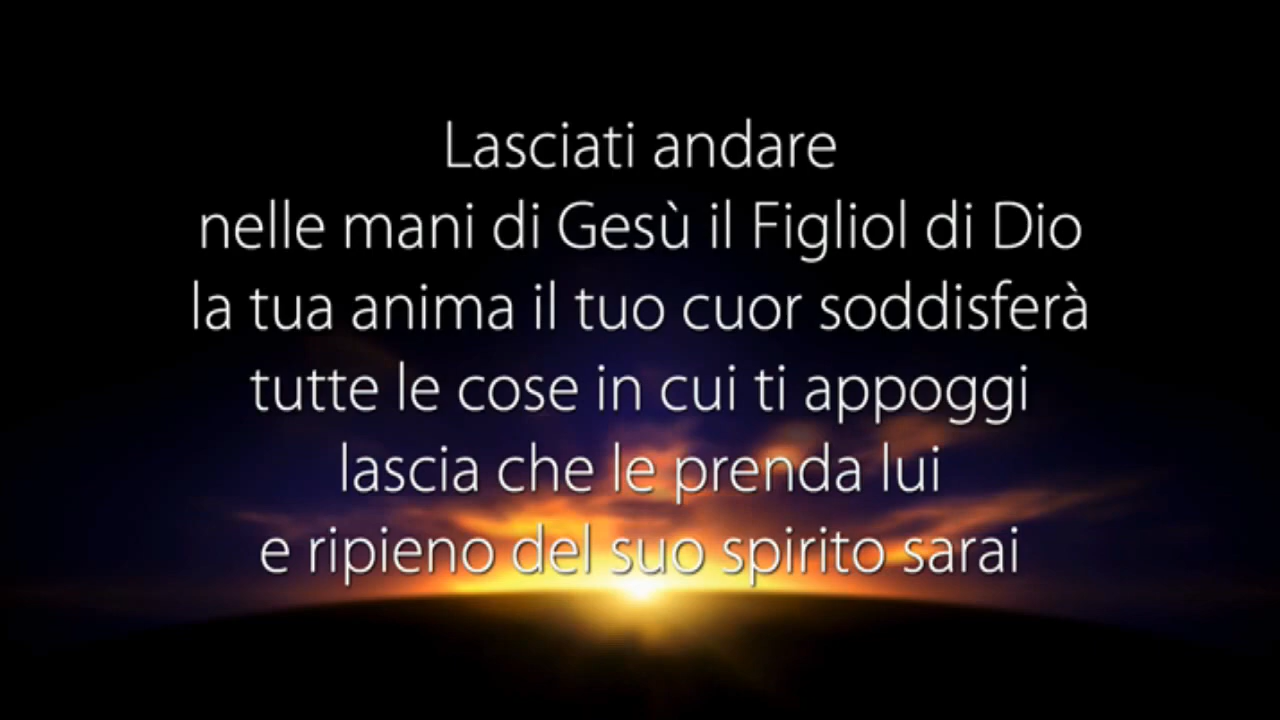 Lasciati andare
nelle mani di Gesù il Figliol di Dio
la tua anima il tuo cuor soddisferà
tutte le cose in cui ti appoggi
lascia che le prenda lui
e ripieno del suo spirito sarai